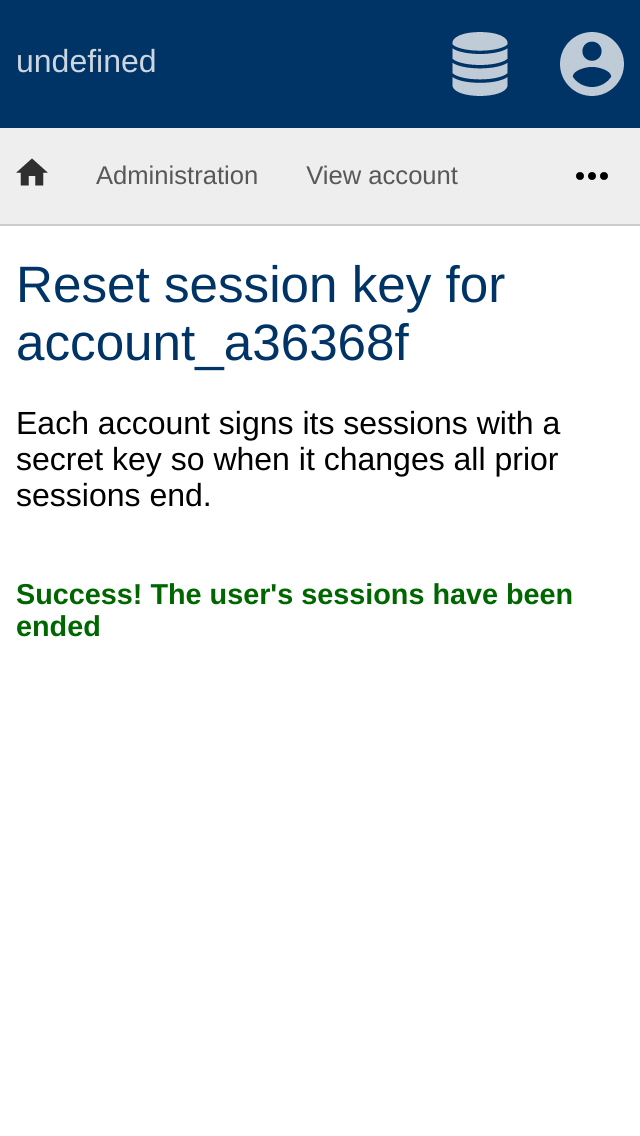 undefined
Administration
View account
Reset session key for
account_a36368f
Each account signs its sessions with a
secret key so when it changes all prior
sessions end.
Success! The user's sessions have been
ended